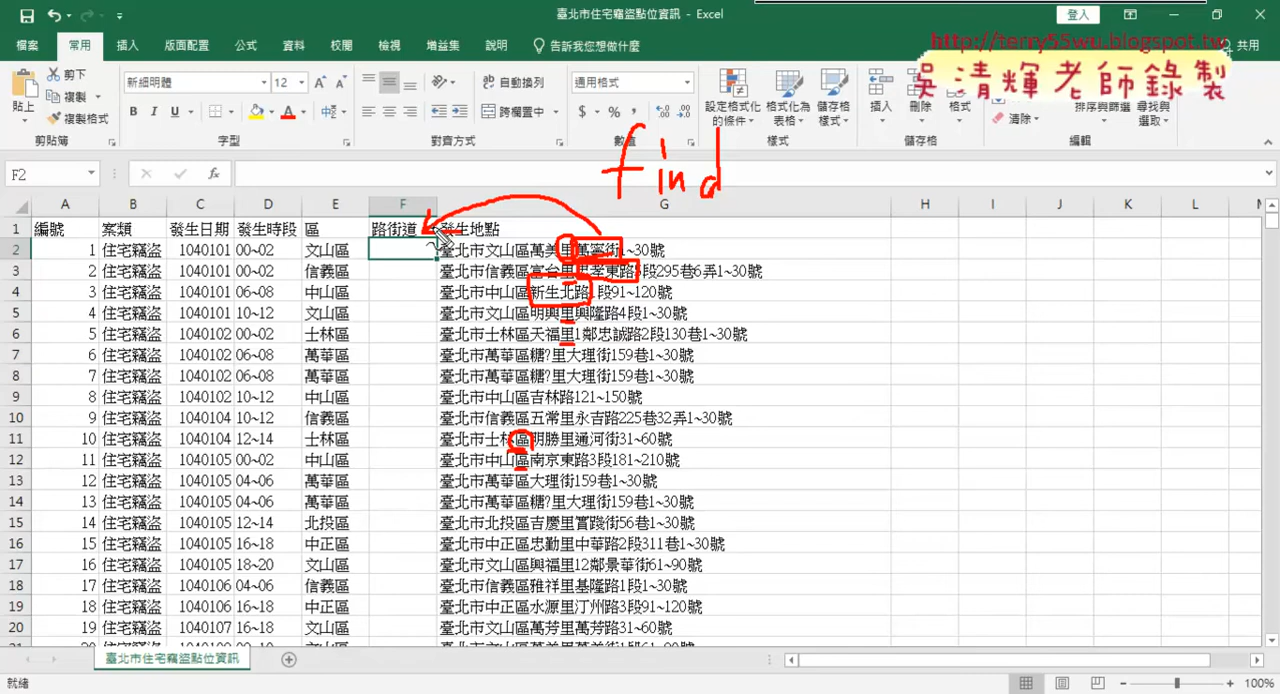 臺北市住宅竊盜點位資訊 - Excel
登入
檔案 常用 插入 版面配置 公式 資料 校閱 檢視 增益集 說明 告訴我您想做什麼 共用
http://terry55wu.blogspot.tw
吳清輝老師錄製
貼上 剪下 複製 複製格式
新細明體 12
B I U
自動換列
跨欄置中
通用格式
$ % ,
設定格式化的條件 格式化為表格 儲存格樣式
插入 刪除 格式
清除 排序與篩選 尋找與選取
剪貼簿 字型 對齊方式 數值 樣式 儲存格 編輯
find
F2 fx
A B C D E F G H I J K L
1 編號 案類 發生日期 發生時段 區 路街道 發生地點
2 1 住宅竊盜 1040101 00~02 文山區 臺北市文山區萬美里萬寧街1~30號
3 2 住宅竊盜 1040101 00~02 信義區 臺北市信義區富台里忠孝東路5段295巷6弄1~30號
4 3 住宅竊盜 1040101 06~08 中山區 臺北市中山區新生北路1段91~120號
5 4 住宅竊盜 1040101 10~12 文山區 臺北市文山區明興里興隆路4段1~30號
6 5 住宅竊盜 1040102 00~02 士林區 臺北市士林區天福里1鄰忠誠路2段130巷1~30號
7 6 住宅竊盜 1040102 06~08 萬華區 臺北市萬華區糖?里大理街159巷1~30號
8 7 住宅竊盜 1040102 06~08 萬華區 臺北市萬華區糖?里大理街159巷1~30號
9 8 住宅竊盜 1040102 10~12 中山區 臺北市中山區吉林路121~150號
10 9 住宅竊盜 1040104 10~12 信義區 臺北市信義區五常里永吉路225巷32弄1~30號
11 10 住宅竊盜 1040104 12~14 士林區 臺北市士林區明勝里通河街31~60號
12 11 住宅竊盜 1040105 00~02 中山區 臺北市中山區南京東路3段181~210號
13 12 住宅竊盜 1040105 04~06 萬華區 臺北市萬華區大理街1~30號
14 13 住宅竊盜 1040105 04~06 萬華區 臺北市萬華區糖?里大理街159巷1~30號
15 14 住宅竊盜 1040105 12~14 北投區 臺北市北投區吉慶里實踐街56巷1~30號
16 15 住宅竊盜 1040105 16~18 中正區 臺北市中正區忠勤里中華路2段311巷1~30號
17 16 住宅竊盜 1040105 18~20 文山區 臺北市文山區興福里12鄰景華街61~90號
18 17 住宅竊盜 1040106 04~06 信義區 臺北市信義區雅祥里基隆路1段1~30號
19 18 住宅竊盜 1040106 16~18 中正區 臺北市中正區水源里汀州路3段91~120號
20 19 住宅竊盜 1040107 16~18 文山區 臺北市文山區萬芳里萬芳路31~60號
臺北市住宅竊盜點位資訊
就緒 100%